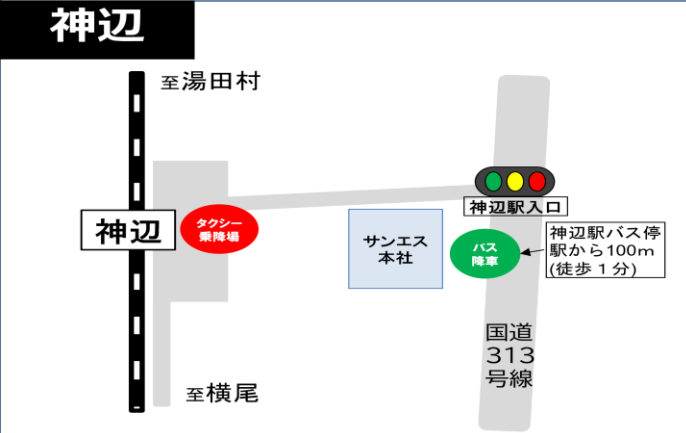 神辺
至湯田村
神辺駅入口
神辺
タクシー
乗降場
サンエス
本社
バス
降車
神辺駅バス停
駅から100m
(徒歩１分)
国道
313
号線
至横尾